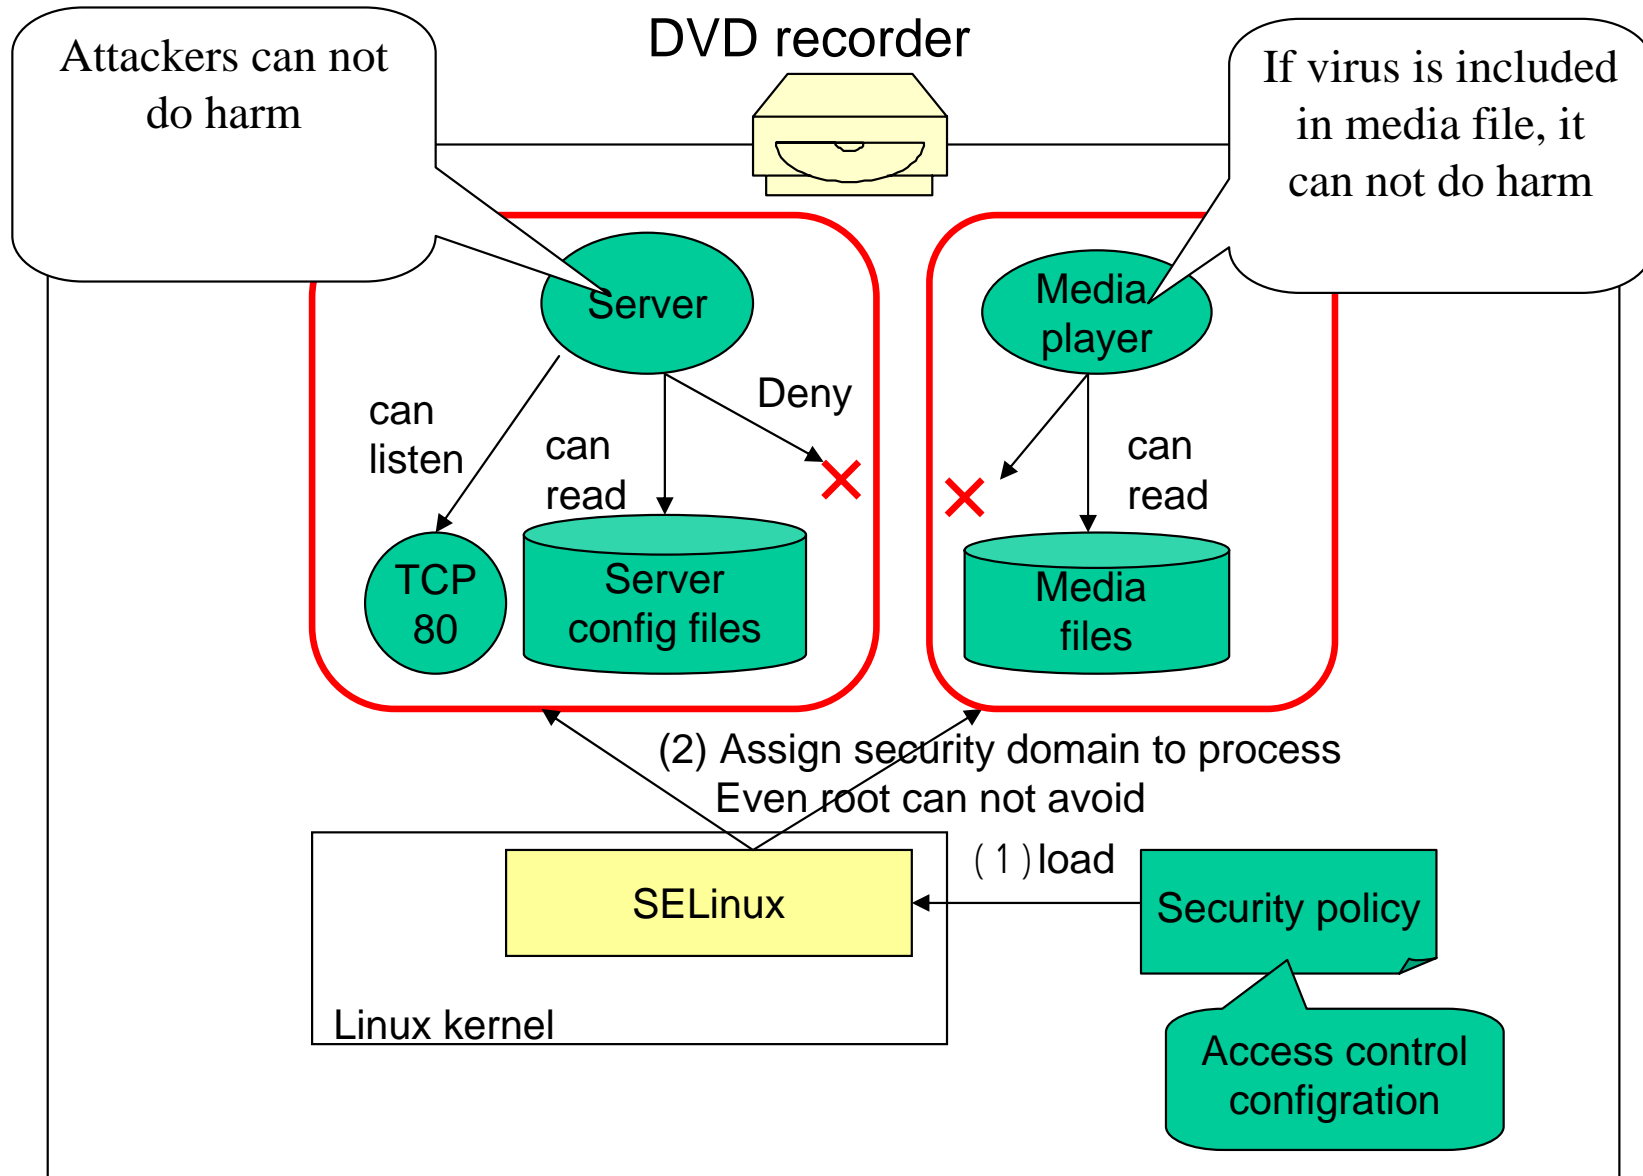 DVD recorder
Attackers can not
do harm
If virus is included
in media file, it
can not do harm
Server
Media
player
can
listen
can
read
Deny
can
read
TCP
80
Server
config files
Media
files
(2) Assign security domain to process
Even root can not avoid
(1)load
SELinux
Security policy
Linux kernel
Access control
configration